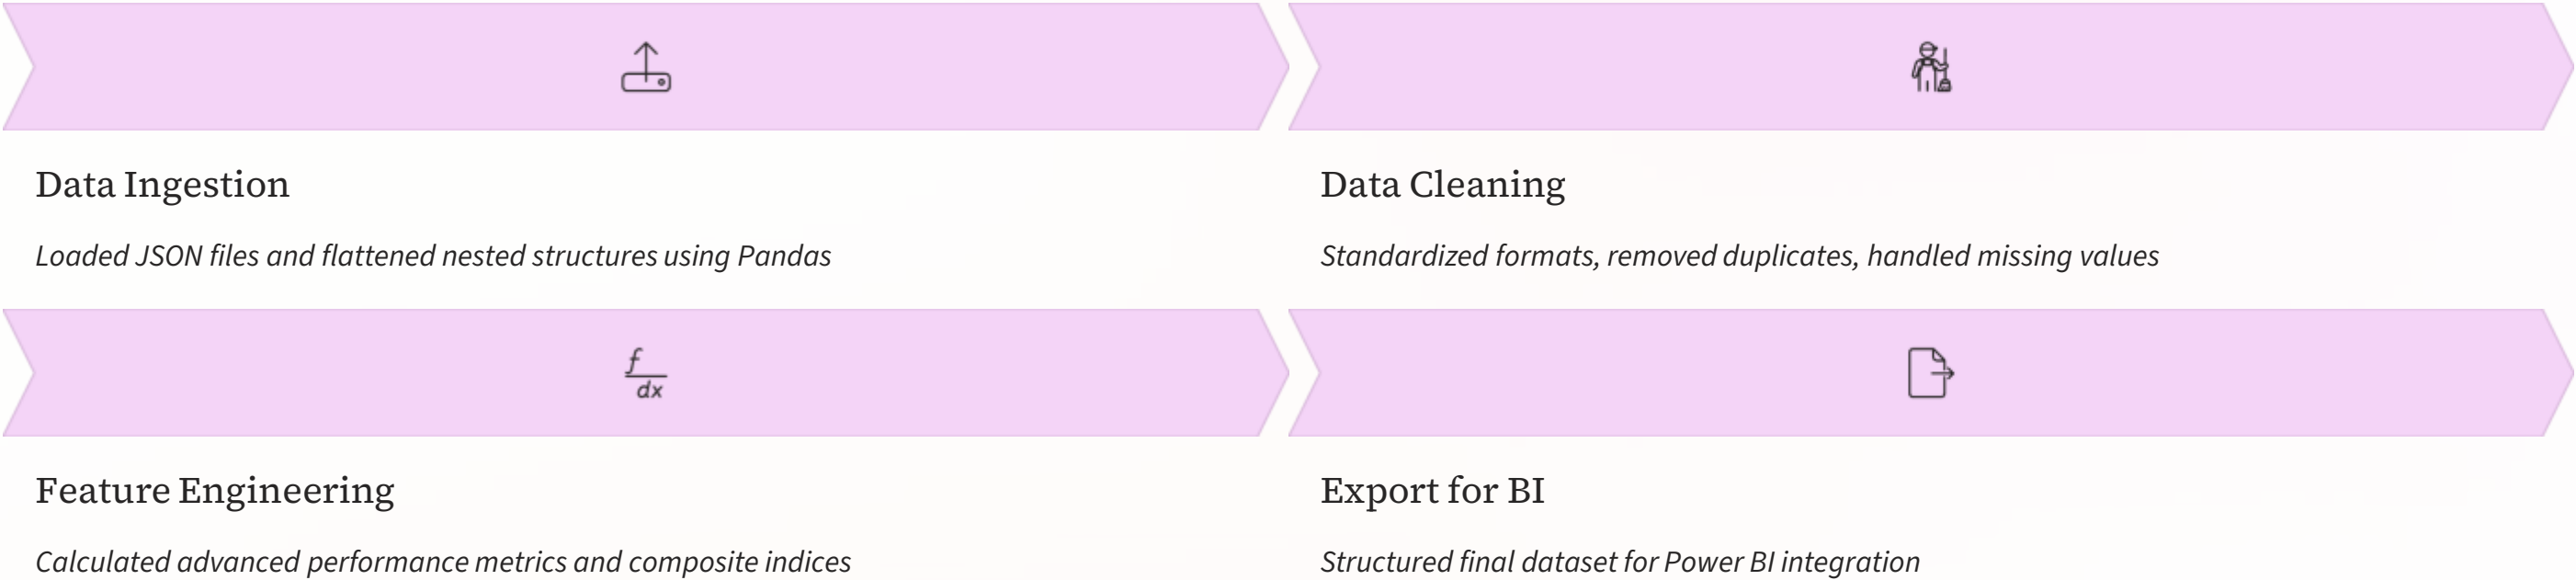 Data Ingestion
Loaded JSON files and flattened nested structures using Pandas
Data Cleaning
Standardized formats, removed duplicates, handled missing values
f
dx
Feature Engineering
Calculated advanced performance metrics and composite indices
Export for BI
Structured final dataset for Power BI integration